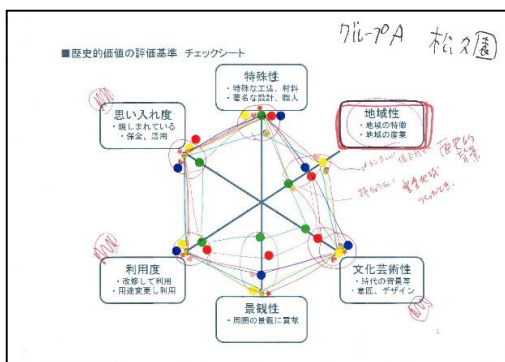 グループA 松久園
■歴史的価値の評価基準 チェックシート
特殊性
・特殊な工法、材料
・著名な設計、職人
思い入れ度
・親しまれている
・保全、活用
地域性
・地域の特徴
・地域の産業
利用度
・改修して利用
・用途変更し利用
文化芸術性
・時代の背景等
・意匠、デザイン
景観性
・周囲の景観に貢献